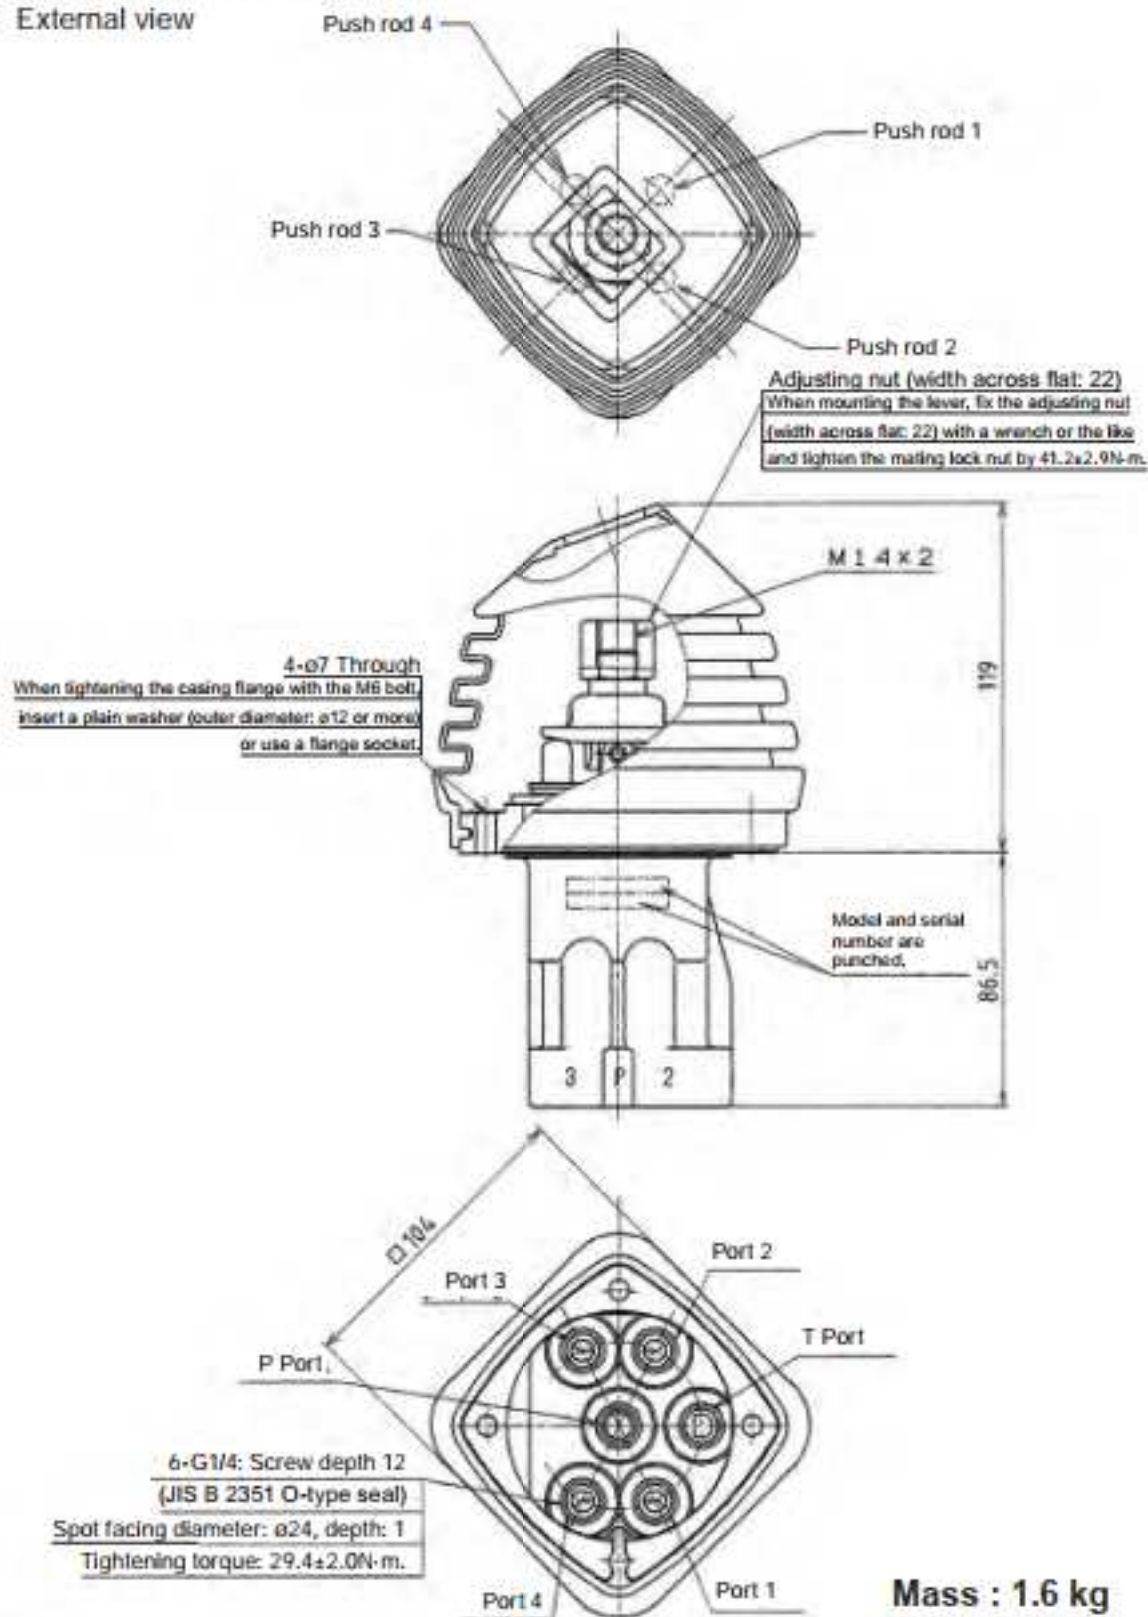 External view
Push rod 4
Push rod 1
Push rod 3
Push rod 2
Adjusting nut (width across flat: 22)
When mounting the lever, fix the adjusting nut
(width across flat: 22) with a wrench or the like
and tighten the mating lock nut by 41.2±2.9N·m.
M14×2
4-ø7 Through
When tightening the casing flange with the M6 bolt,
insert a plain washer (outer diameter: ø12 or more)
or use a flange socket.
119
Model and serial
number are
punched.
86.5
3 P 2
□104
Port 2
Port 3
T Port
P Port
6-G1/4: Screw depth 12
(JIS B 2351 O-type seal)
Spot facing diameter: ø24, depth: 1
Tightening torque: 29.4±2.0N·m.
Port 4
Port 1
Mass : 1.6 kg